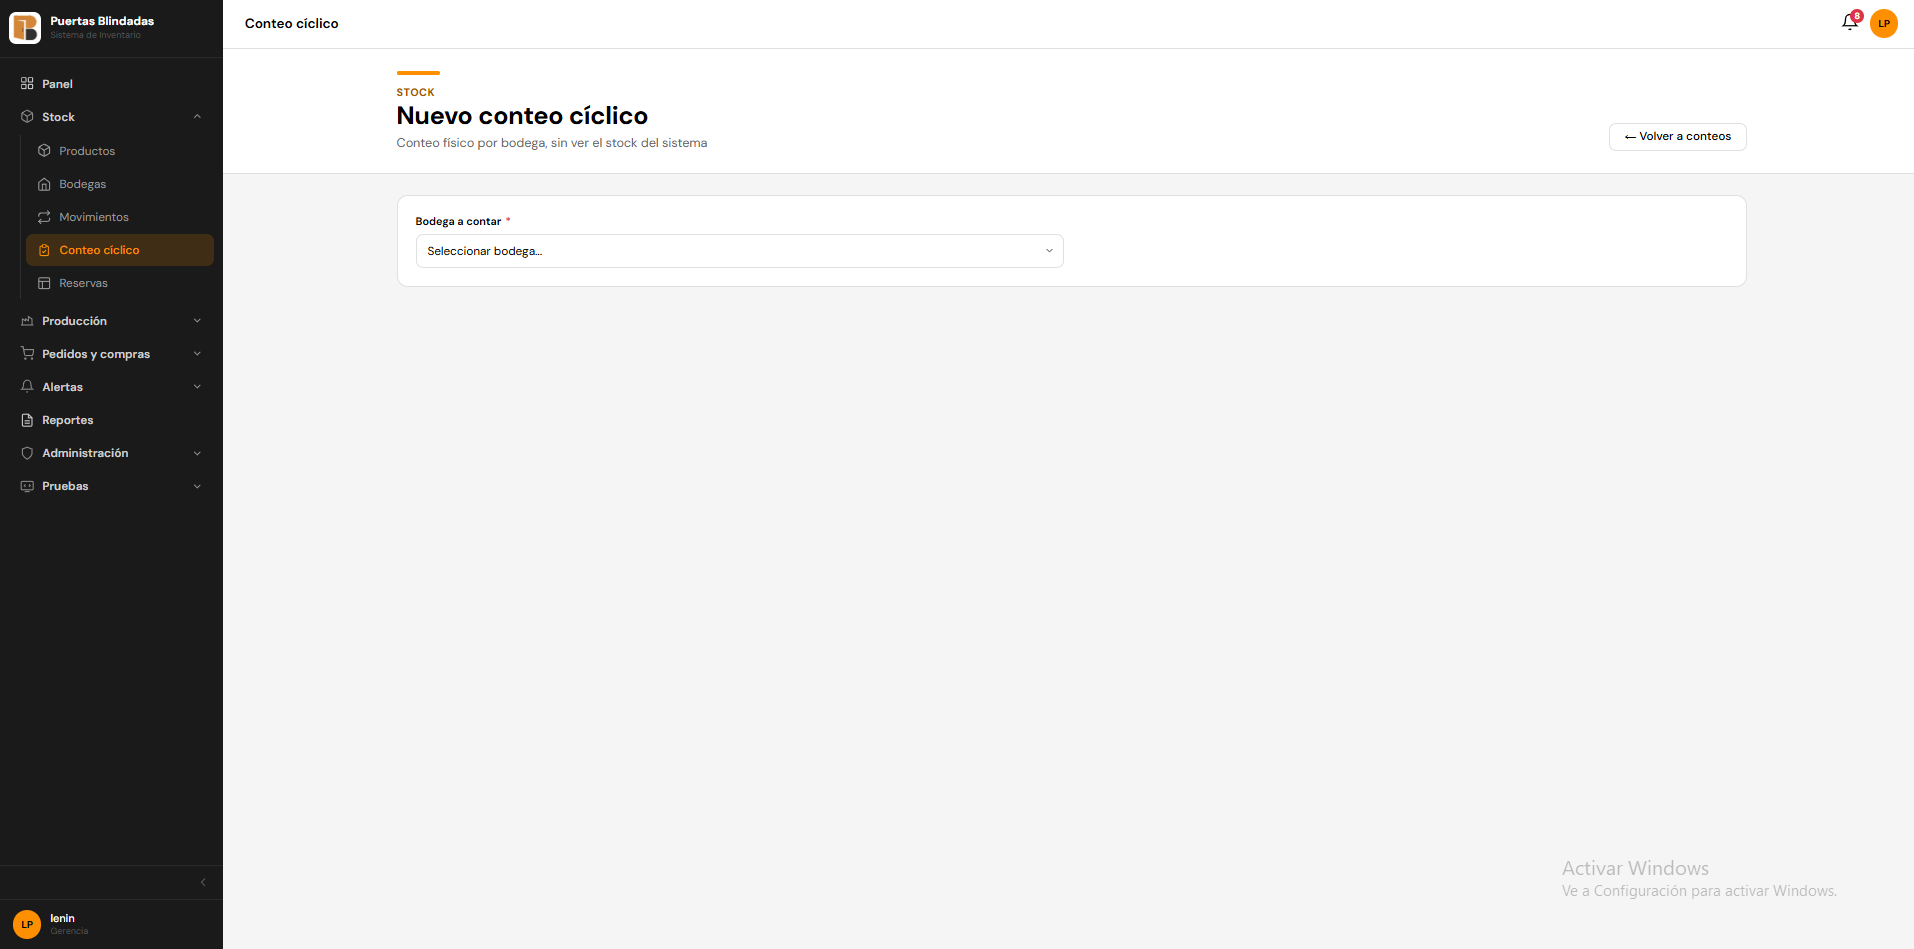 Puertas Blindadas
Sistema de Inventario
Conteo cíclico
8
LP
Panel
Stock
Productos
Bodegas
Movimientos
Conteo cíclico
Reservas
Producción
Pedidos y compras
Alertas
Reportes
Administración
Pruebas
STOCK
Nuevo conteo cíclico
Conteo físico por bodega, sin ver el stock del sistema
← Volver a conteos
Bodega a contar *
Seleccionar bodega...
Activar Windows
Ve a Configuración para activar Windows.
LP
lenin
Gerencia